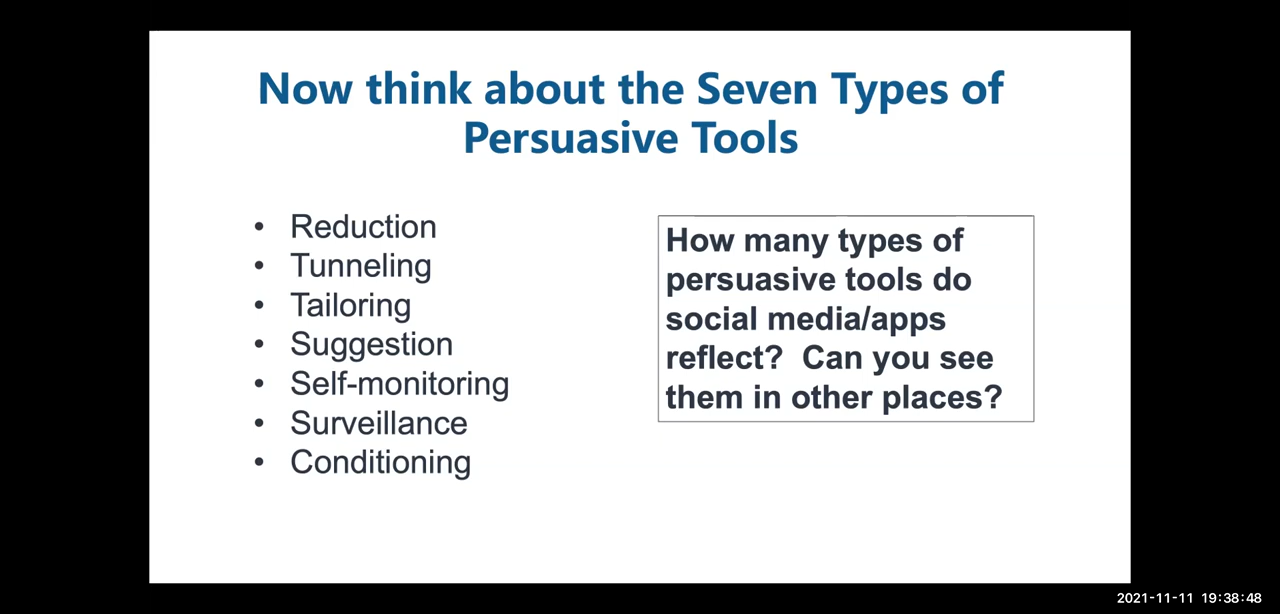 Now think about the Seven Types of
Persuasive Tools
• Reduction
• Tunneling
• Tailoring
• Suggestion
• Self-monitoring
• Surveillance
• Conditioning
How many types of
persuasive tools do
social media/apps
reflect?  Can you see
them in other places?
2021-11-11 19:38:48